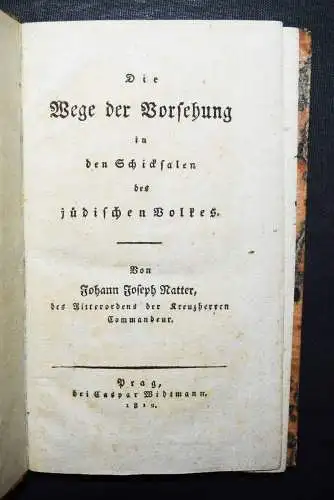 Die
Wege der Vorsehung
in
den Schicksalen
des
jüdischen Volkes.
Von
Johann Joseph Natter,
des Ritterordens der Kreuzherren
Commandeur.
Prag,
bei Caspar Widtmann.